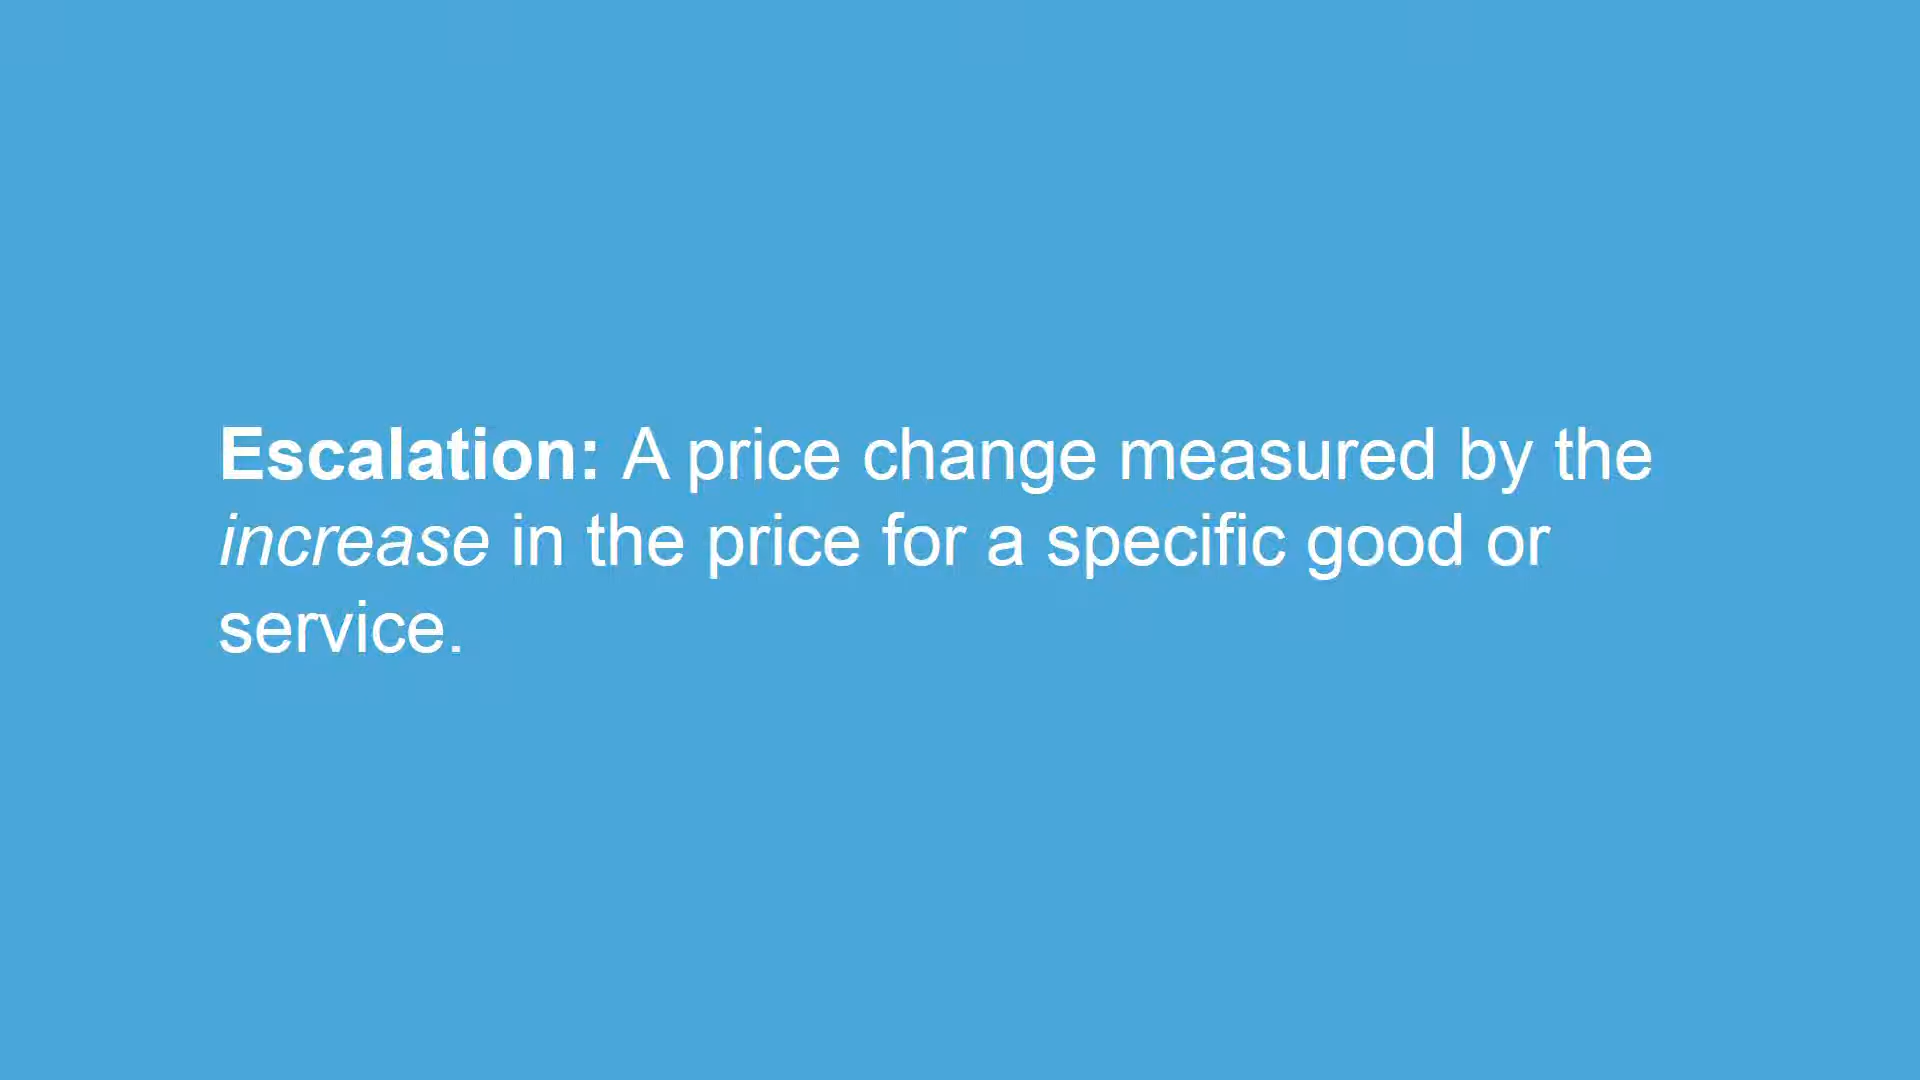 Escalation: A price change measured by the
increase in the price for a specific good or
service.